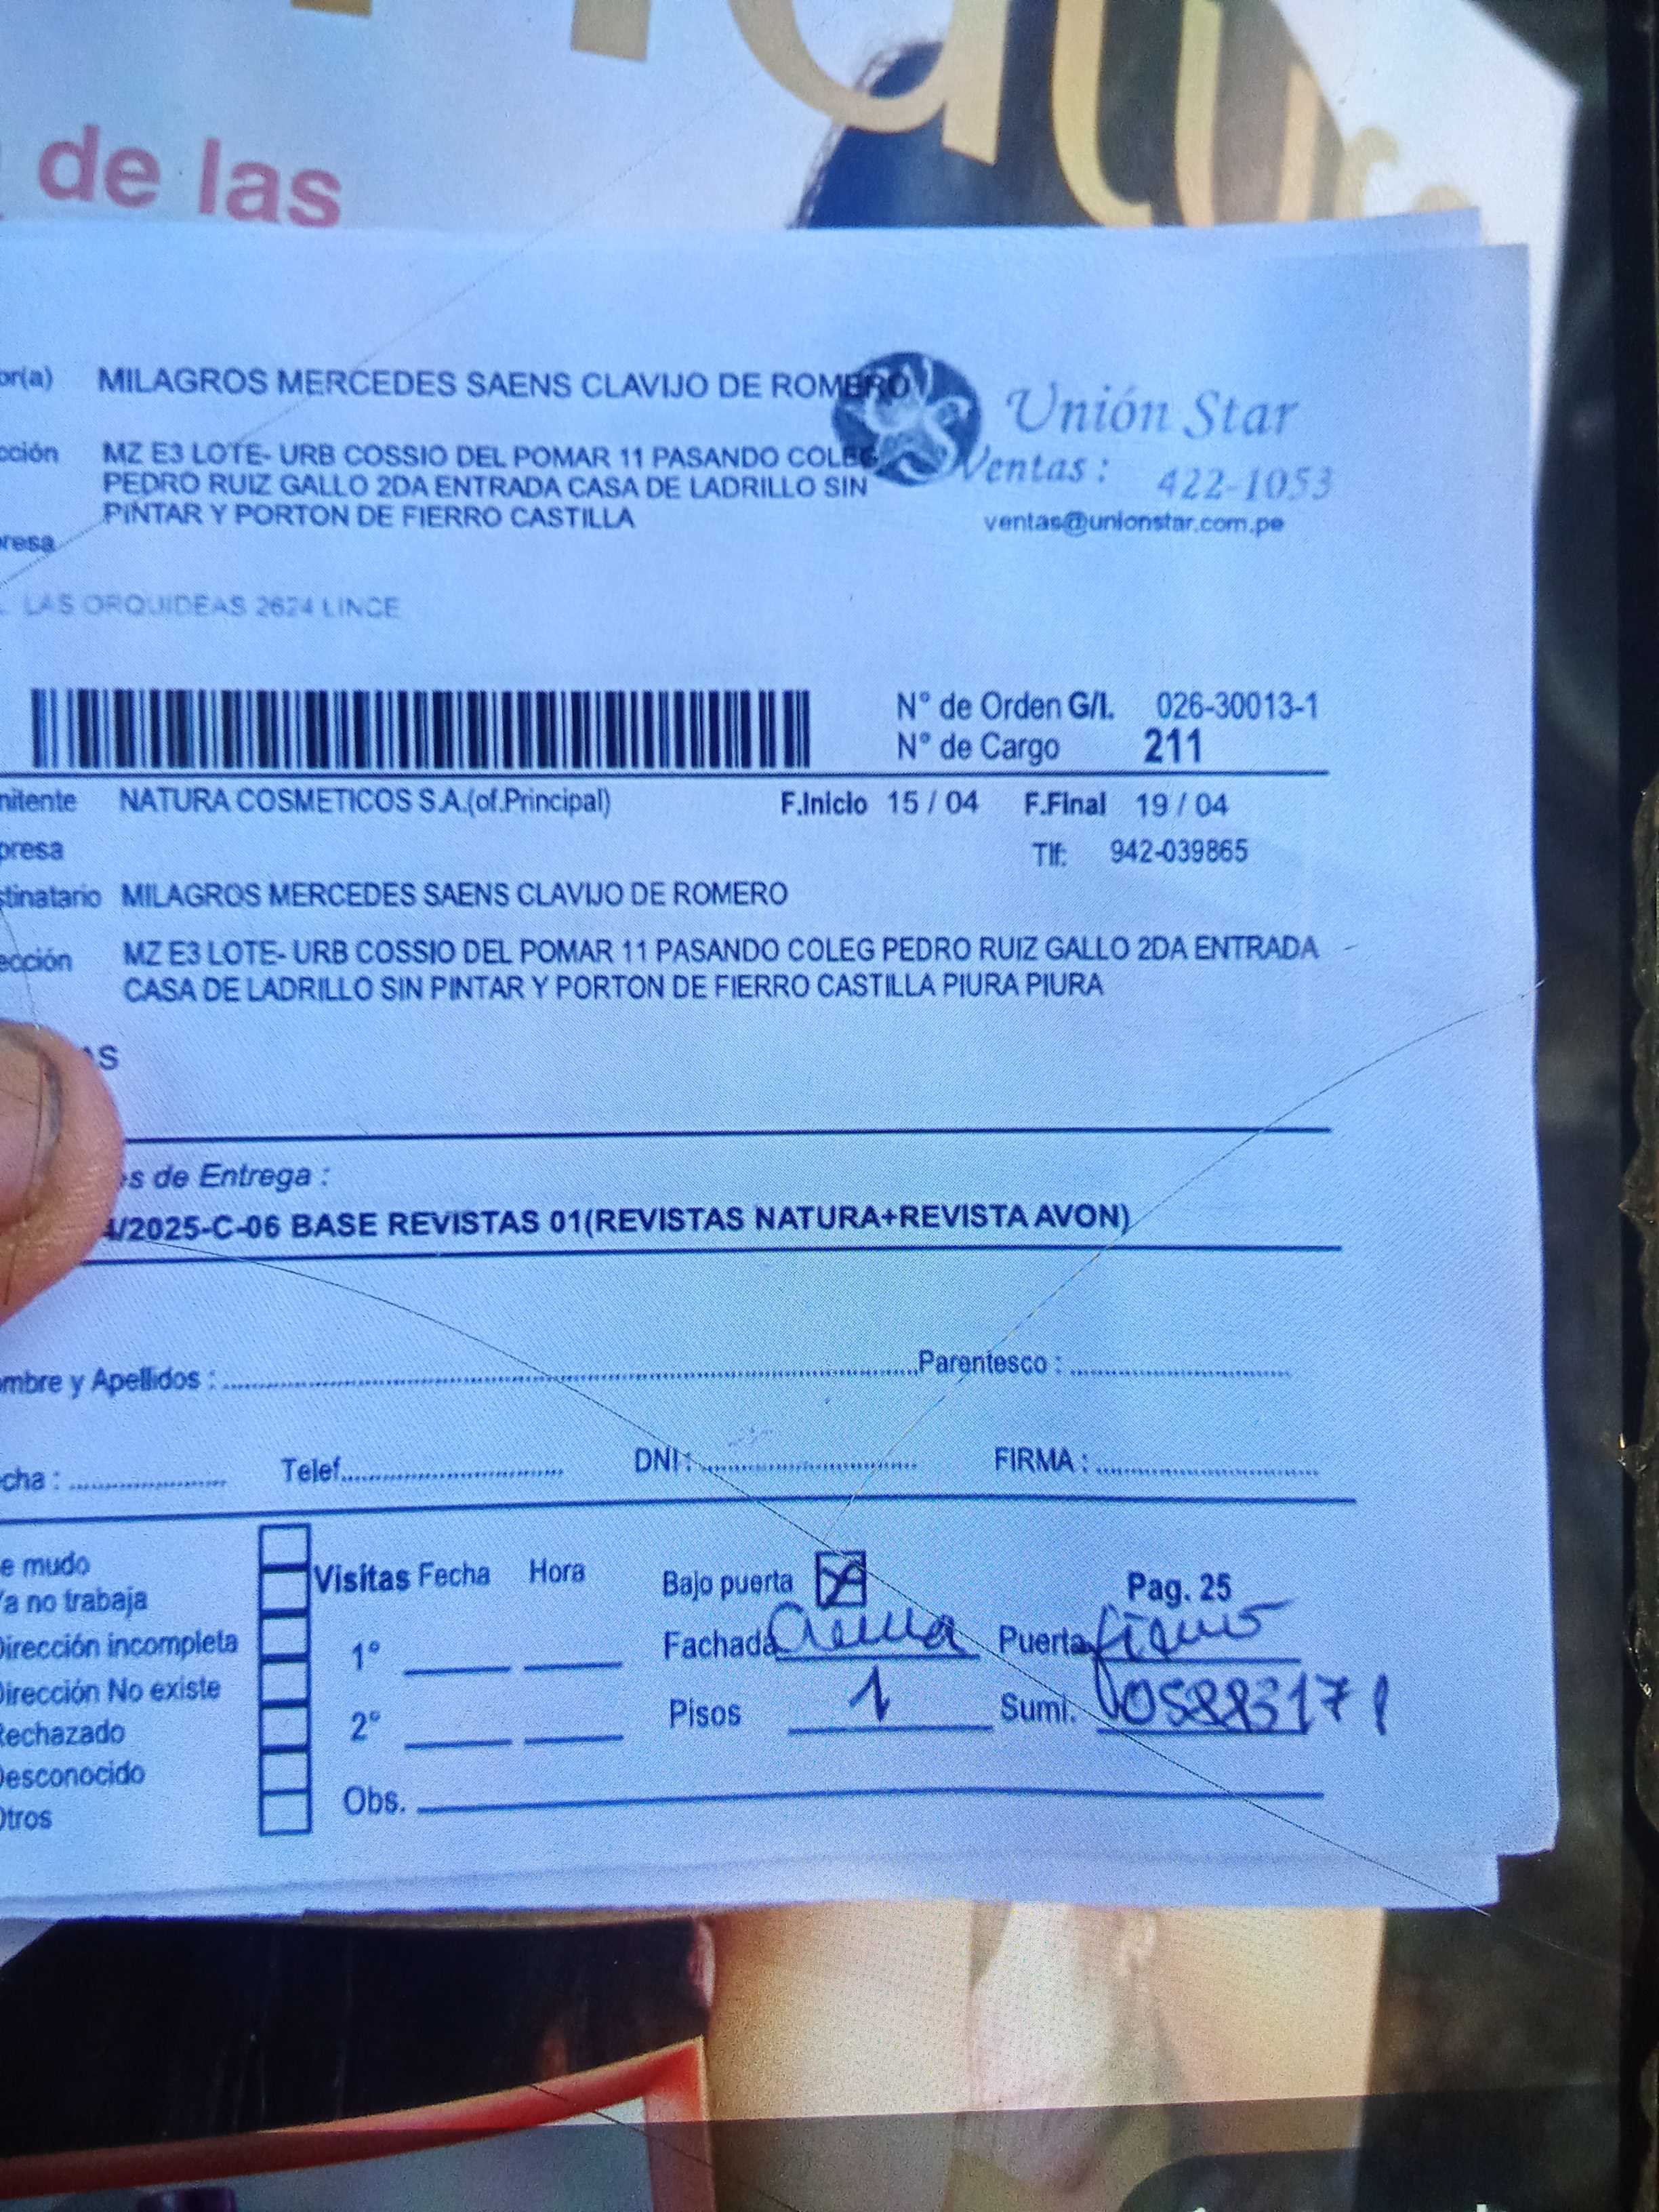 de las
or(a) MILAGROS MERCEDES SAENS CLAVIJO DE ROMERO
Unión Star
cción MZ E3 LOTE- URB COSSIO DEL POMAR 11 PASANDO COLEG
Ventas : 422-1053
PEDRO RUIZ GALLO 2DA ENTRADA CASA DE LADRILLO SIN
PINTAR Y PORTON DE FIERRO CASTILLA
ventas@unionstar.com.pe
resa
LAS ORQUIDEAS 2624 LINCE
N° de Orden G/I. 026-30013-1
N° de Cargo 211
nitente NATURA COSMETICOS S.A.(of.Principal) F.Inicio 15 / 04 F.Final 19 / 04
presa Tlf: 942-039865
stinatario MILAGROS MERCEDES SAENS CLAVIJO DE ROMERO
ección MZ E3 LOTE- URB COSSIO DEL POMAR 11 PASANDO COLEG PEDRO RUIZ GALLO 2DA ENTRADA
CASA DE LADRILLO SIN PINTAR Y PORTON DE FIERRO CASTILLA PIURA PIURA
AS
s de Entrega :
4/2025-C-06 BASE REVISTAS 01(REVISTAS NATURA+REVISTA AVON)
ombre y Apellidos : Parentesco :
cha : Telef. DNI : FIRMA :
e mudo
Ya no trabaja
Dirección incompleta
Dirección No existe
Rechazado
Desconocido
Otros
Visitas Fecha Hora
1°
2°
Obs.
Bajo puerta Pag. 25
Fachada Crema Puerta fierro
Pisos 1 Sumi.